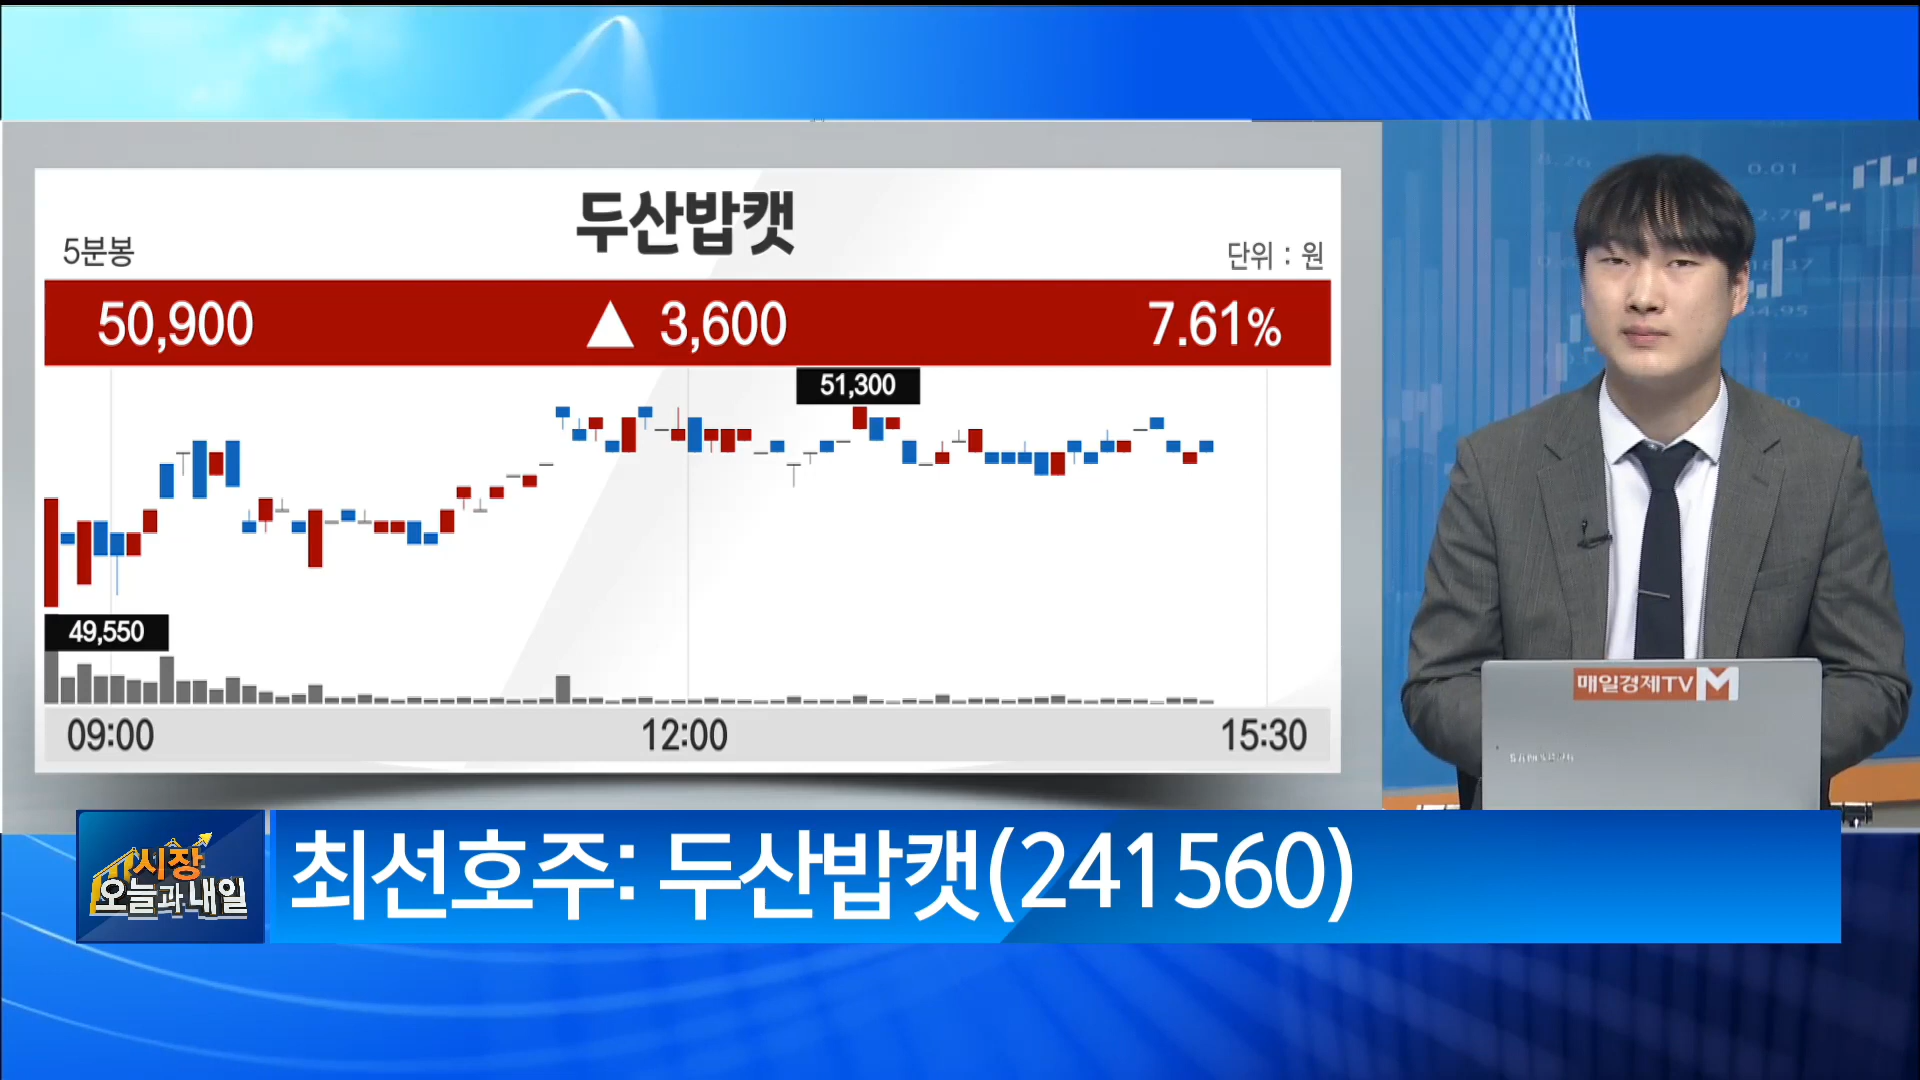 두산밥캣
5분봉
단위 : 원
50,900 ▲ 3,600 7.61%
51,300
49,550
09:00 12:00 15:30
매일경제TV M
시장
오늘과 내일
최선호주: 두산밥캣(241560)